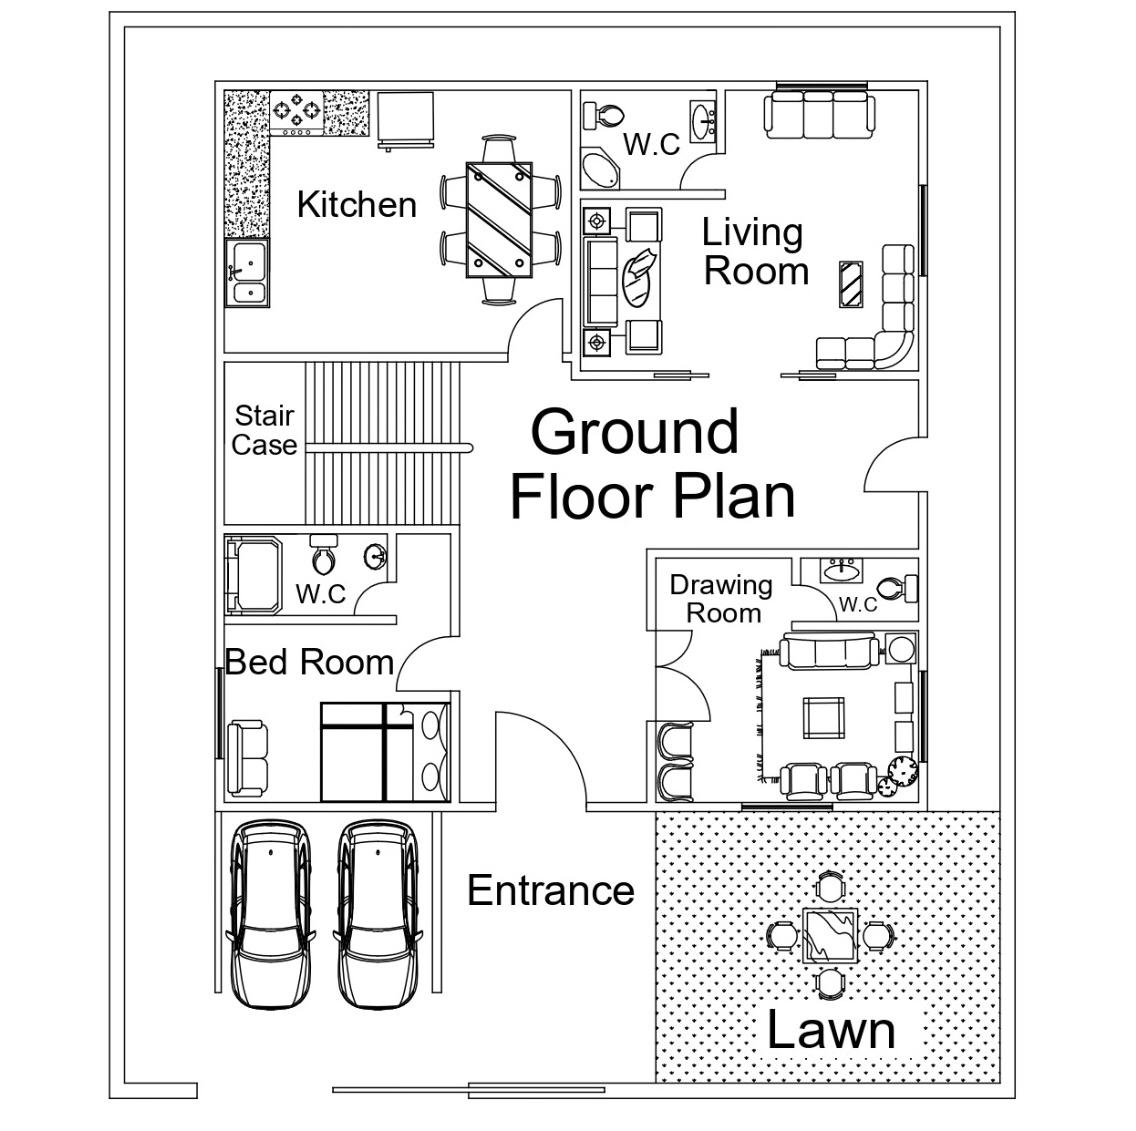 W.C
Kitchen
Living
Room
Stair
Case
Ground
Floor Plan
Drawing
Room
W.C
W.C
Bed Room
Entrance
Lawn